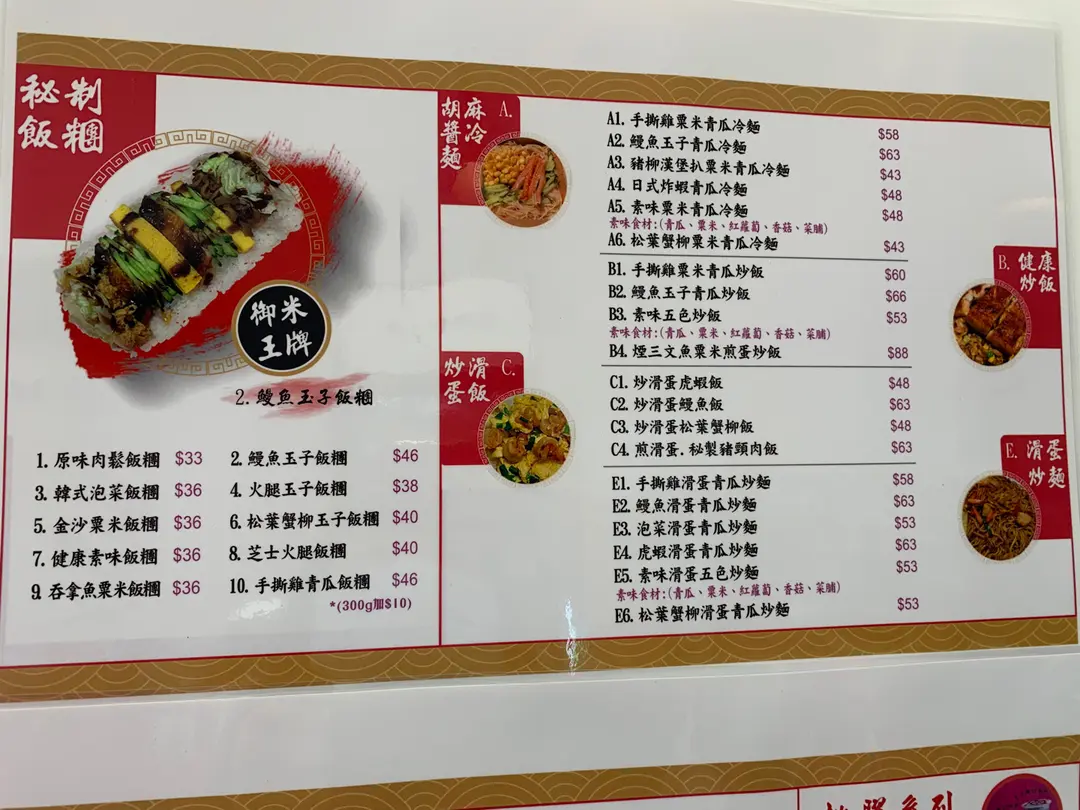 秘制
飯糰
御米
王牌
2. 鰻魚玉子飯糰
1. 原味肉鬆飯糰 $33
2. 鰻魚玉子飯糰 $46
3. 韓式泡菜飯糰 $36
4. 火腿玉子飯糰 $38
5. 金沙粟米飯糰 $36
6. 松葉蟹柳玉子飯糰 $40
7. 健康素味飯糰 $36
8. 芝士火腿飯糰 $40
9. 吞拿魚粟米飯糰 $36
10. 手撕雞青瓜飯糰 $46
*(300g加$10)
胡麻醬冷麵 A.
A1. 手撕雞粟米青瓜冷麵 $58
A2. 鰻魚玉子青瓜冷麵 $63
A3. 豬柳漢堡扒粟米青瓜冷麵 $43
A4. 日式炸蝦青瓜冷麵 $48
A5. 素味粟米青瓜冷麵 $48
素味食材:(青瓜、粟米、紅蘿蔔、香菇、菜脯)
A6. 松葉蟹柳粟米青瓜冷麵 $43
B. 健康
炒飯
B1. 手撕雞粟米青瓜炒飯 $60
B2. 鰻魚玉子青瓜炒飯 $66
B3. 素味五色炒飯 $53
素味食材:(青瓜、粟米、紅蘿蔔、香菇、菜脯)
B4. 煙三文魚粟米煎蛋炒飯 $88
炒滑 C.
蛋飯
C1. 炒滑蛋虎蝦飯 $48
C2. 炒滑蛋鰻魚飯 $63
C3. 炒滑蛋松葉蟹柳飯 $48
C4. 煎滑蛋.秘製豬頸肉飯 $63
E. 滑蛋
炒麵
E1. 手撕雞滑蛋青瓜炒麵 $58
E2. 鰻魚滑蛋青瓜炒麵 $63
E3. 泡菜滑蛋青瓜炒麵 $53
E4. 虎蝦滑蛋青瓜炒麵 $63
E5. 素味滑蛋五色炒麵 $53
素味食材:(青瓜、粟米、紅蘿蔔、香菇、菜脯)
E6. 松葉蟹柳滑蛋青瓜炒麵 $53